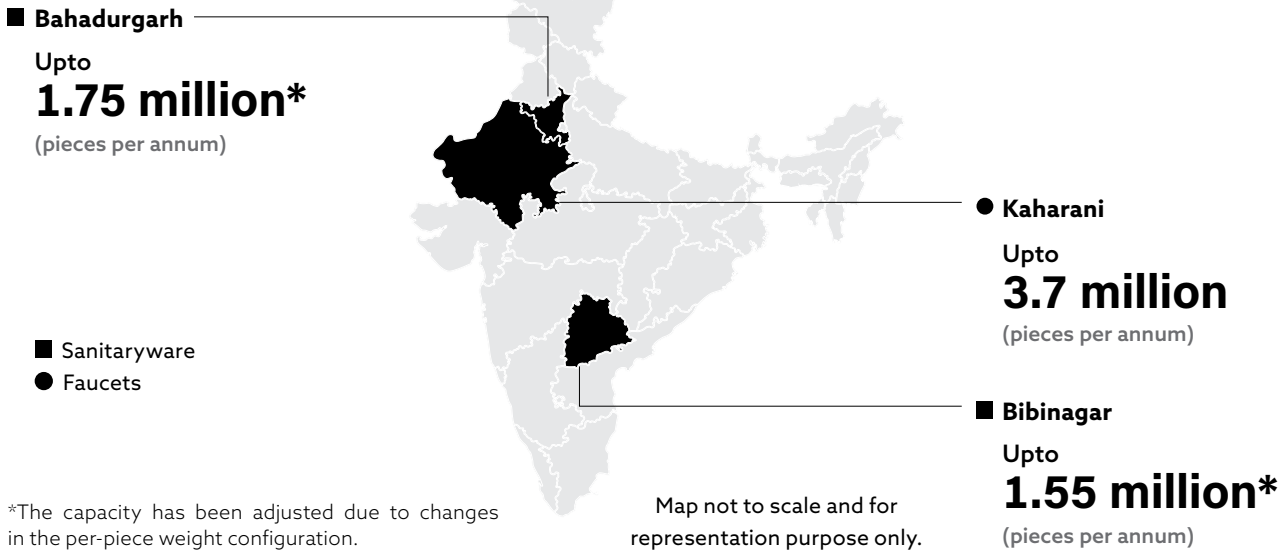 Bahadurgarh
Upto
1.75 million*
(pieces per annum)
Kaharani
Upto
3.7 million
(pieces per annum)
Sanitaryware
Faucets
Bibinagar
Upto
1.55 million*
(pieces per annum)
*The capacity has been adjusted due to changes
in the per-piece weight configuration.
Map not to scale and for
representation purpose only.